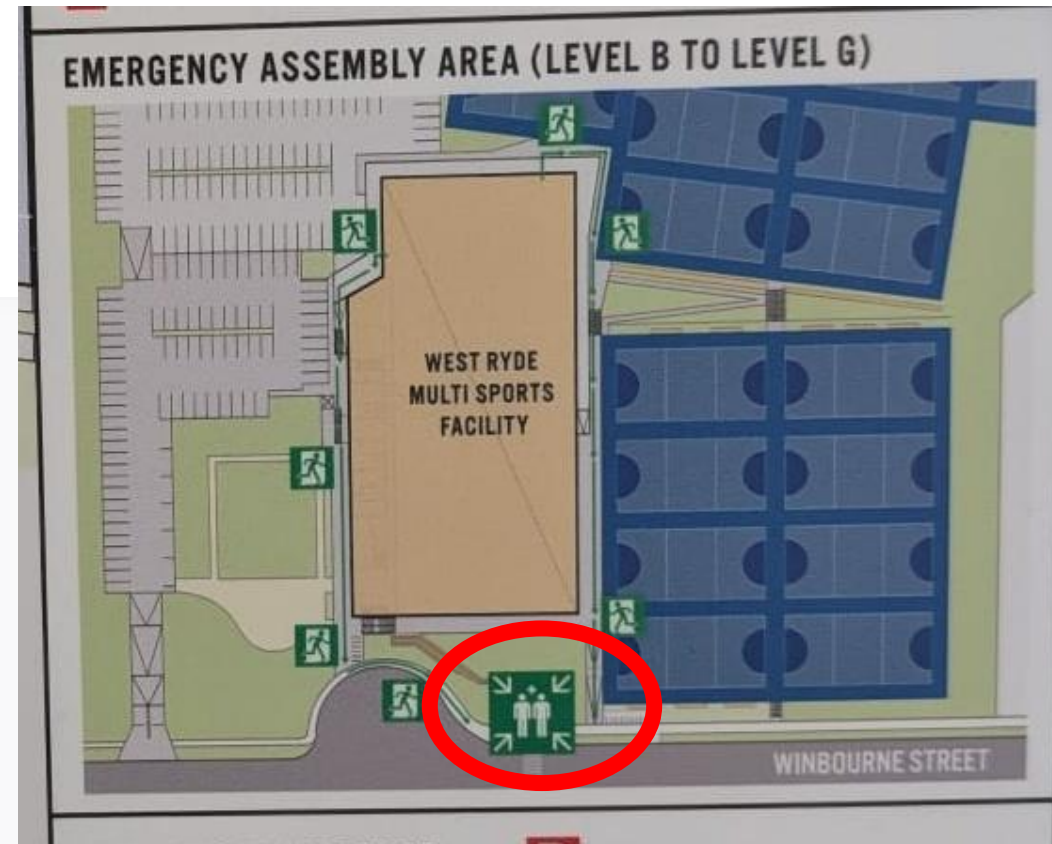 EMERGENCY ASSEMBLY AREA (LEVEL B TO LEVEL G)
WEST RYDE
MULTI SPORTS
FACILITY
WINBOURNE STREET